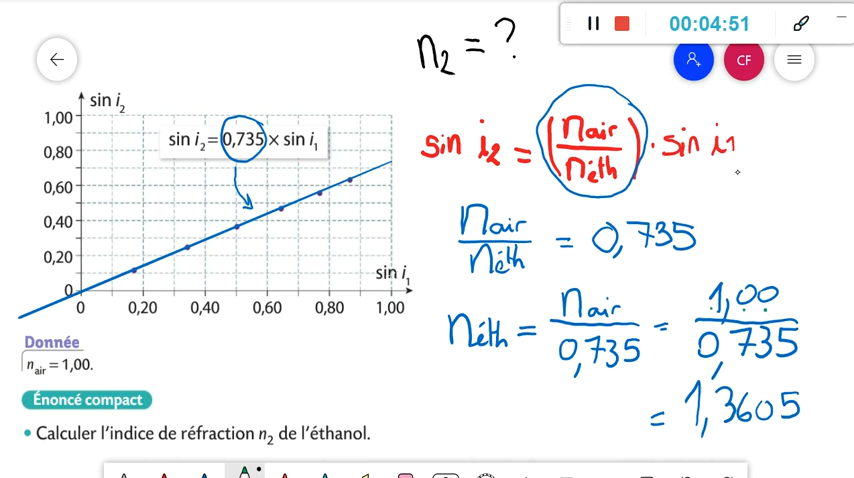 00:04:51
n₂ = ?
CF
sin i₂
1,00
0,80
0,60
0,40
0,20
0
sin i₂ = 0,735 × sin i₁
sin i₁
0 0,20 0,40 0,60 0,80 1,00
sin i₂ = (nair / néth) · sin i1
nair / néth = 0,735
néth = nair / 0,735 = 1,00 / 0,735
= 1,3605
Donnée
nair = 1,00.
Énoncé compact
• Calculer l'indice de réfraction n₂ de l'éthanol.